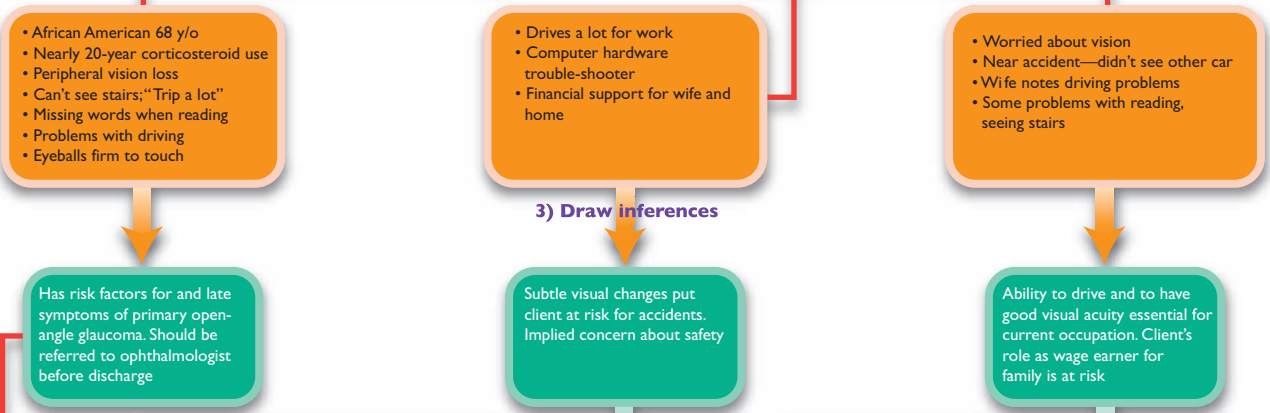 • African American 68 y/o
• Nearly 20-year corticosteroid use
• Peripheral vision loss
• Can't see stairs; “Trip a lot”
• Missing words when reading
• Problems with driving
• Eyeballs firm to touch
• Drives a lot for work
• Computer hardware
trouble-shooter
• Financial support for wife and
home
• Worried about vision
• Near accident—didn't see other car
• Wife notes driving problems
• Some problems with reading,
seeing stairs
3) Draw inferences
Has risk factors for and late
symptoms of primary open-
angle glaucoma. Should be
referred to ophthalmologist
before discharge
Subtle visual changes put
client at risk for accidents.
Implied concern about safety
Ability to drive and to have
good visual acuity essential for
current occupation. Client's
role as wage earner for
family is at risk